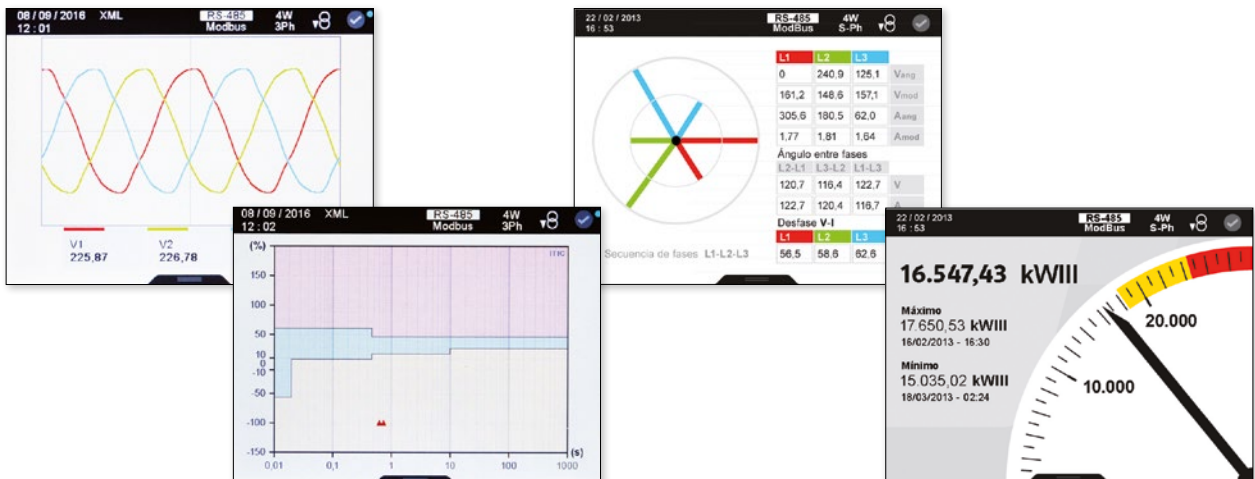 08/09/2016 XML RS-485 4W
12:01 Modbus 3Ph
V1 V2
225,87 226,78
08/09/2016 XML RS-485 4W
12:02 Modbus 3Ph
(%)
ITIC
150
100
50
10
0
-10
-50
-100
-150
(s)
0,01 0,1 1 10 100 1000
22/02/2013 RS-485 4W
16:53 ModBus S-Ph
L1 L2 L3
0 240,9 125,1 Vang
161,2 148,6 157,1 Vmod
305,6 180,5 62,0 Aang
1,77 1,81 1,64 Amod
Ángulo entre fases
L2-L1 L3-L2 L1-L3
120,7 116,4 122,7 V
122,7 120,4 116,7 A
Desfase V-I
L1 L2 L3
56,5 58,6 62,6
Secuencia de fases L1-L2-L3
22/02/2013 RS-485 4W
16:53 ModBus S-Ph
16.547,43 kWIII
Máximo
17.650,53 kWIII
16/02/2013 - 16:30
Mínimo
15.035,02 kWIII
18/03/2013 - 02:24
20.000
10.000